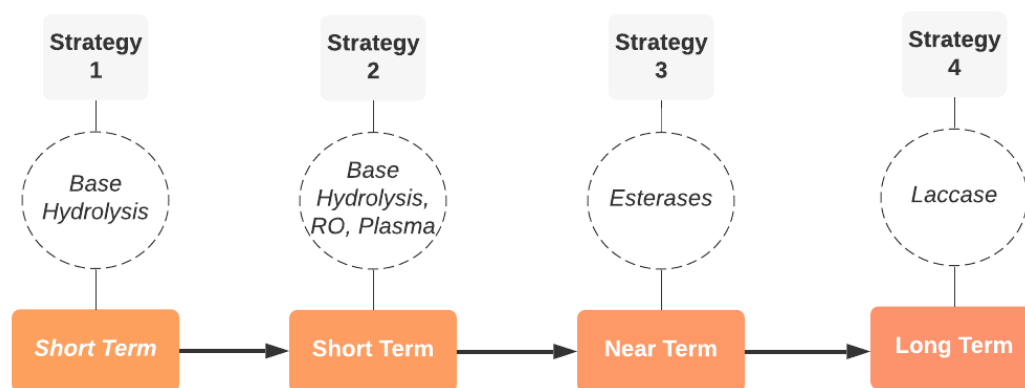 Strategy
1
Strategy
2
Strategy
3
Strategy
4
Base
Hydrolysis
Base
Hydrolysis,
RO, Plasma
Esterases
Laccase
Short Term
Short Term
Near Term
Long Term